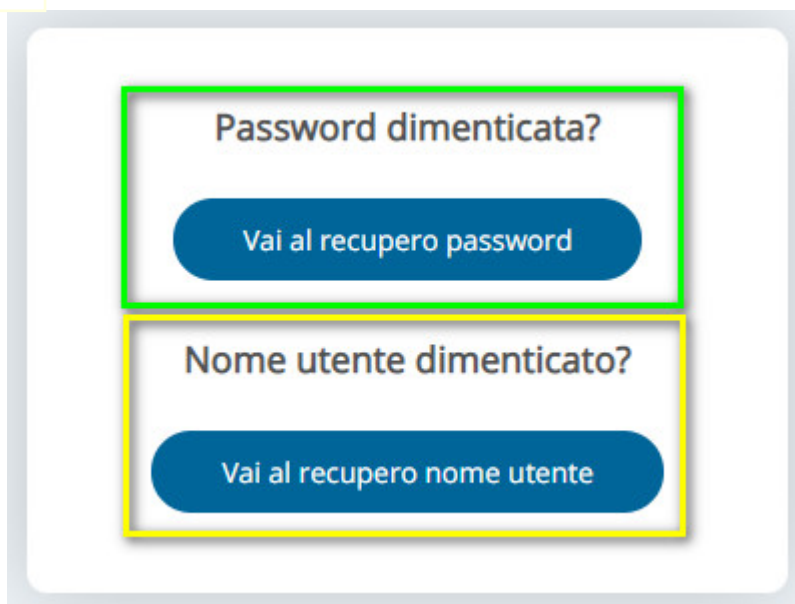 Password dimenticata?
Vai al recupero password
Nome utente dimenticato?
Vai al recupero nome utente